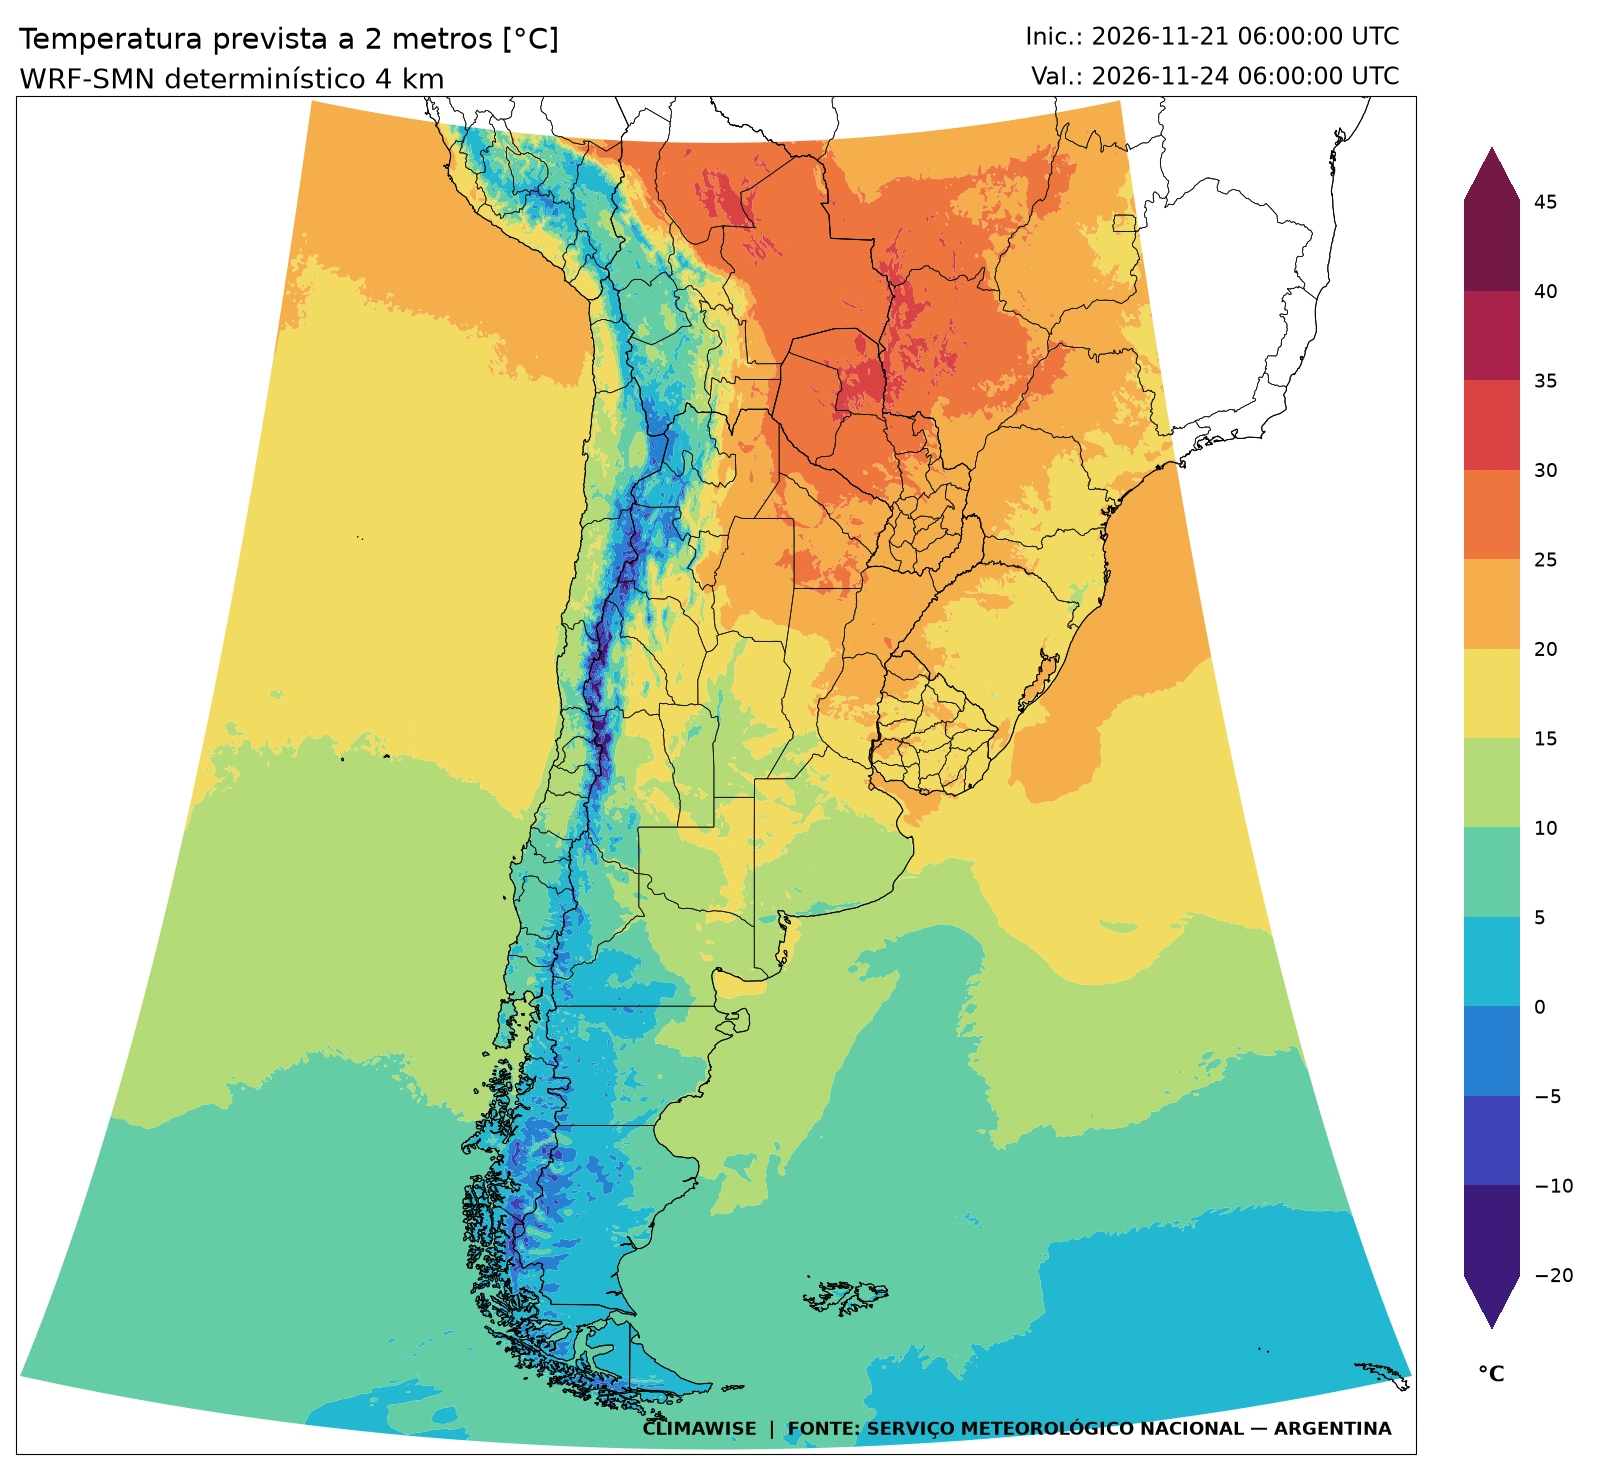 Temperatura prevista a 2 metros [°C]
WRF-SMN determinístico 4 km
Inic.: 2026-11-21 06:00:00 UTC
Val.: 2026-11-24 06:00:00 UTC
45
40
35
30
25
20
15
10
5
0
−5
−10
−20
°C
CLIMAWISE | FONTE: SERVIÇO METEOROLÓGICO NACIONAL — ARGENTINA